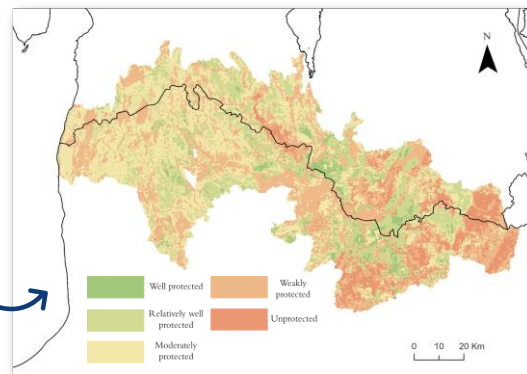 N
Well protected
Weakly
protected
Relatively well
protected
Unprotected
Moderately
protected
0 10 20 Km